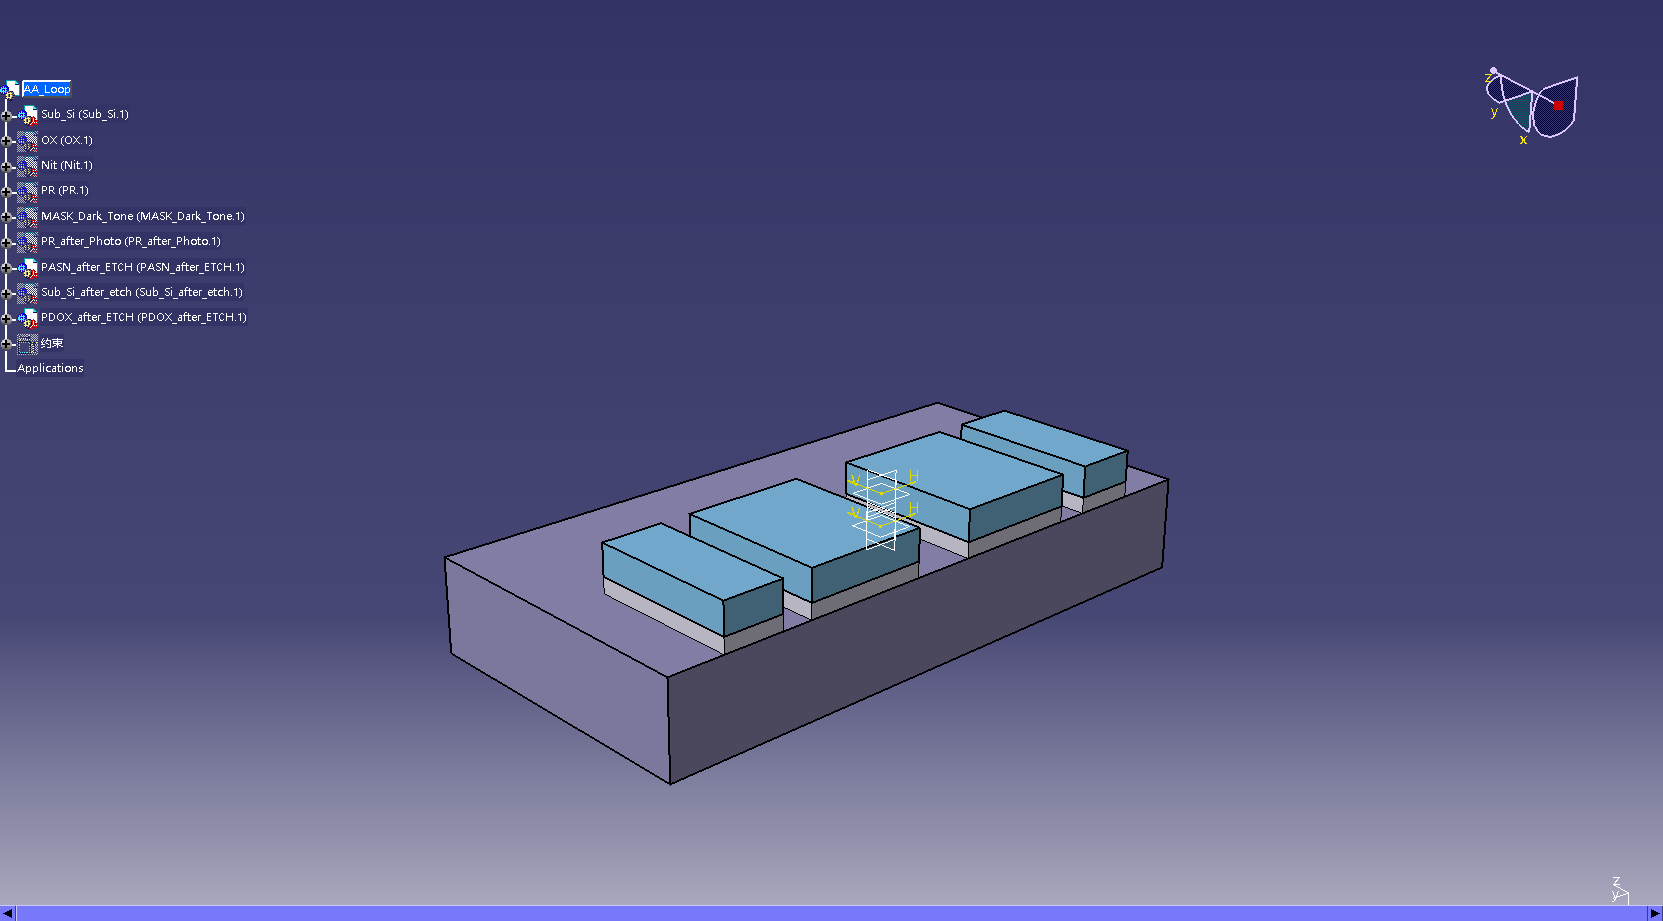 AA_Loop
Sub_Si (Sub_Si.1)
OX (OX.1)
Nit (Nit.1)
PR (PR.1)
MASK_Dark_Tone (MASK_Dark_Tone.1)
PR_after_Photo (PR_after_Photo.1)
PASN_after_ETCH (PASN_after_ETCH.1)
Sub_Si_after_etch (Sub_Si_after_etch.1)
PDOX_after_ETCH (PDOX_after_ETCH.1)
约束
Applications
z
y
x
V H
V H
z
y